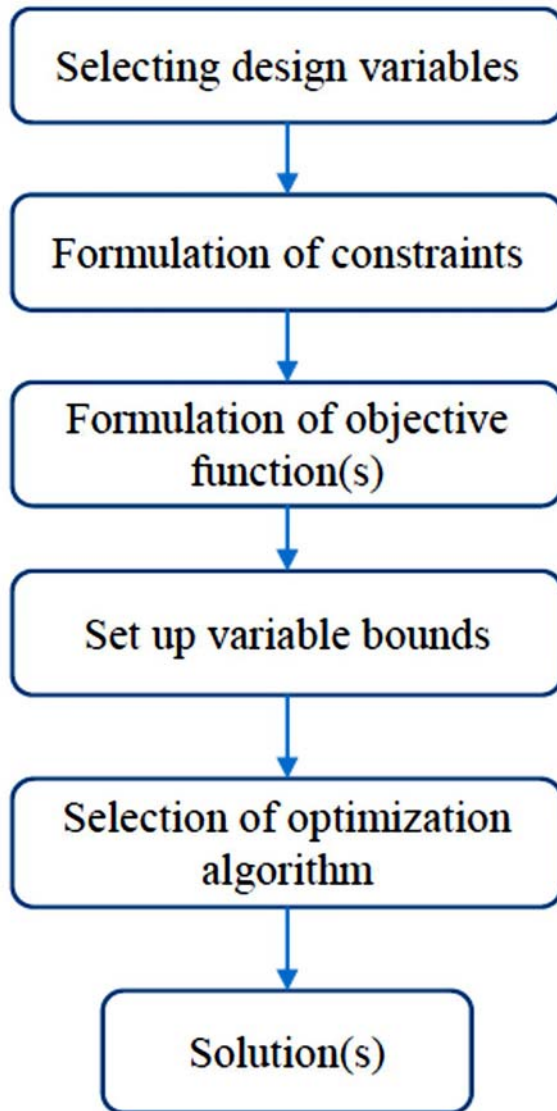 Selecting design variables
Formulation of constraints
Formulation of objective
function(s)
Set up variable bounds
Selection of optimization
algorithm
Solution(s)